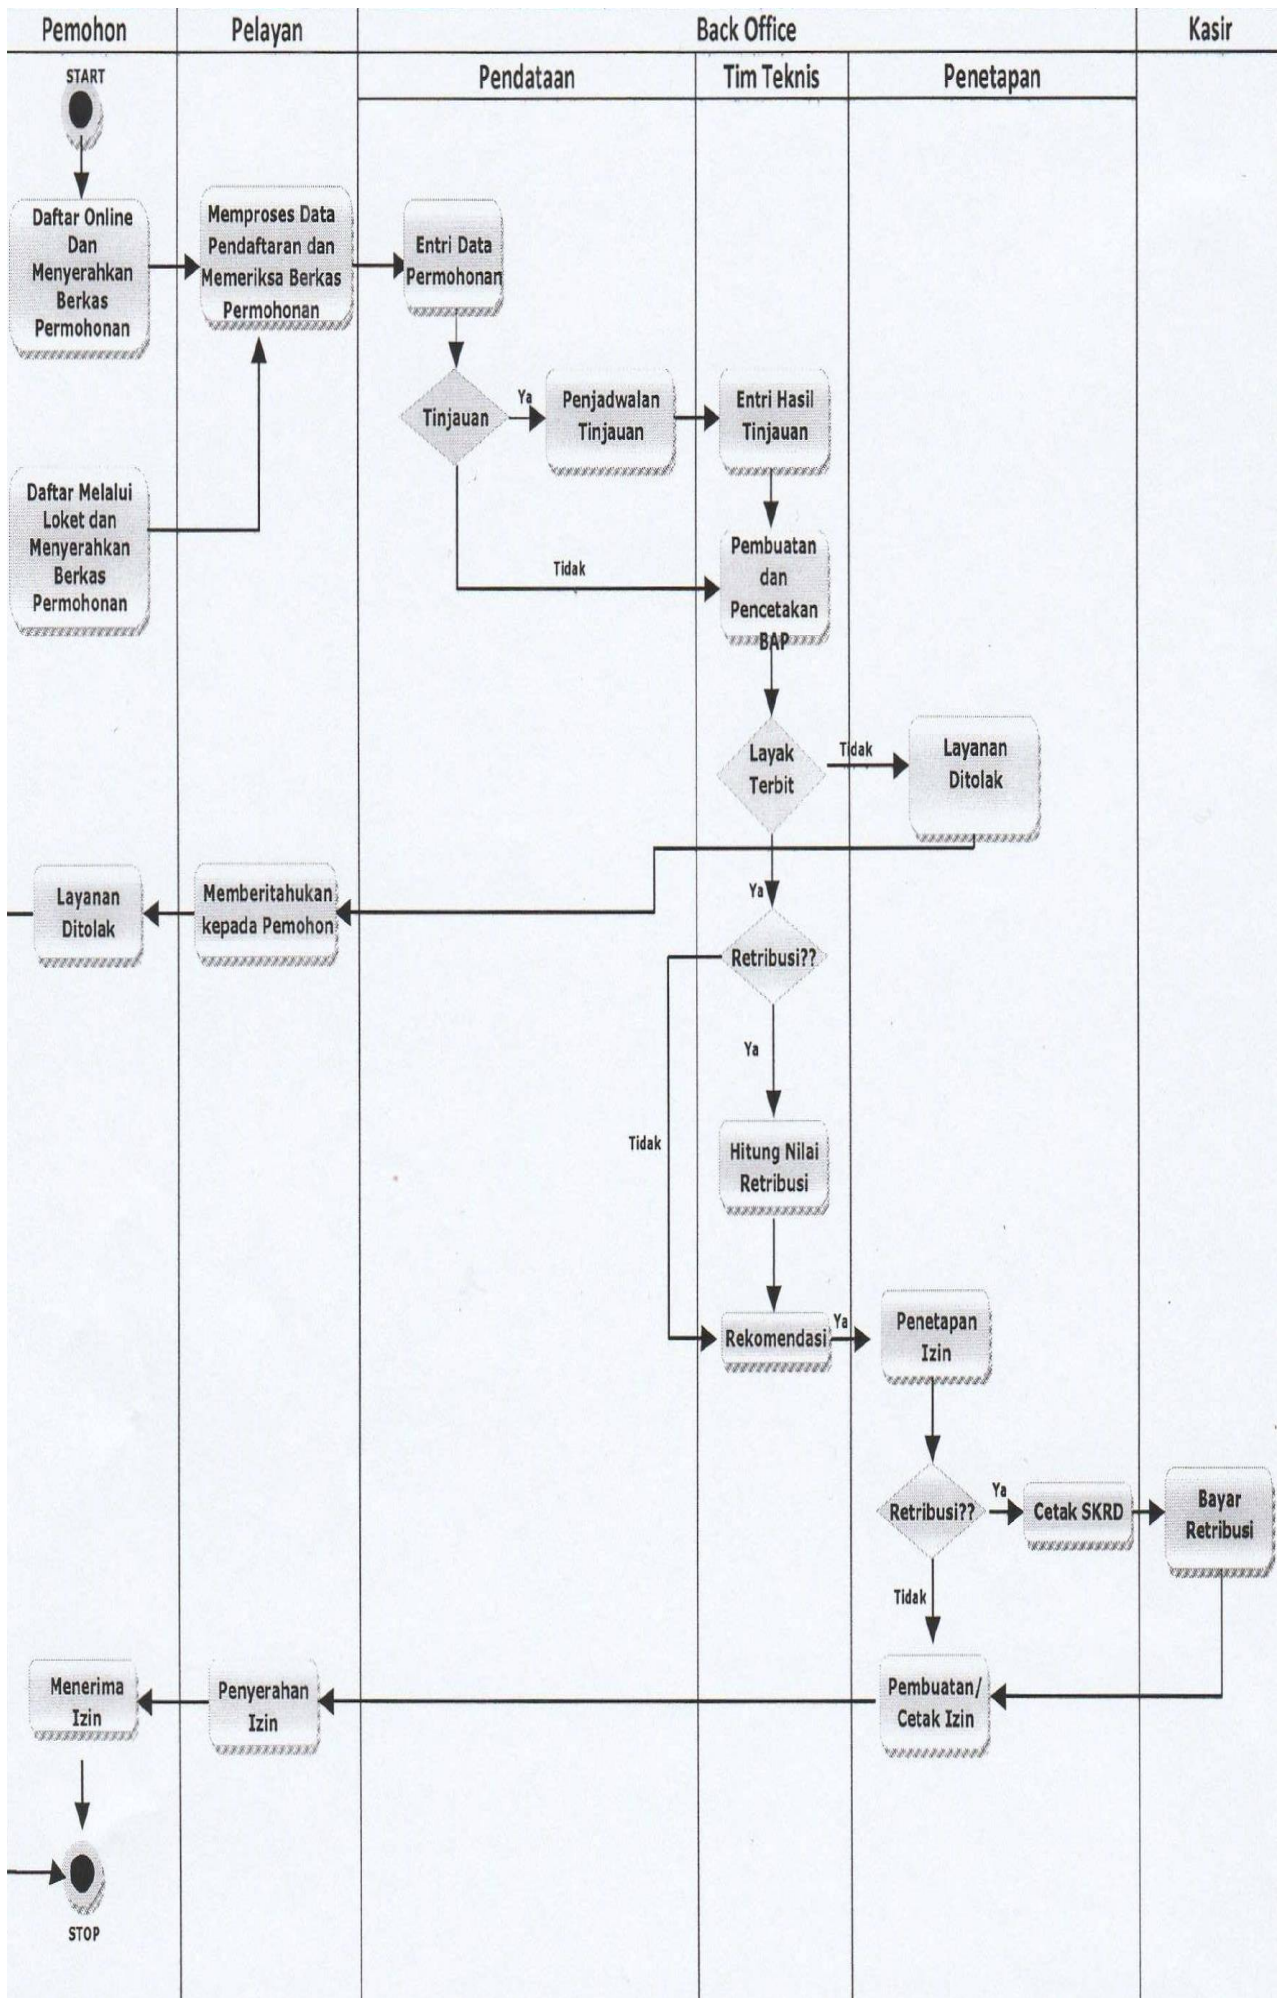 Pemohon
Pelayan
Back Office
Kasir
Pendataan
Tim Teknis
Penetapan
START
Daftar Online
Dan
Menyerahkan
Berkas
Permohonan
Memproses Data
Pendaftaran dan
Memeriksa Berkas
Permohonan
Entri Data
Permohonan
Tinjauan
Ya
Penjadwalan
Tinjauan
Entri Hasil
Tinjauan
Daftar Melalui
Loket dan
Menyerahkan
Berkas
Permohonan
Tidak
Pembuatan
dan
Pencetakan
BAP
Layak
Terbit
Tidak
Layanan
Ditolak
Layanan
Ditolak
Memberitahukan
kepada Pemohon
Ya
Retribusi??
Ya
Tidak
Hitung Nilai
Retribusi
Rekomendasi
Ya
Penetapan
Izin
Retribusi??
Ya
Cetak SKRD
Bayar
Retribusi
Tidak
Menerima
Izin
Penyerahan
Izin
Pembuatan/
Cetak Izin
STOP